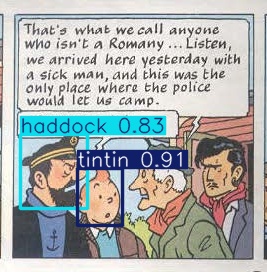 That's what we call anyone
who isn't a Romany ... Listen,
we arrived here yesterday with
a sick man, and this was the
only place where the police
would let us camp.
haddock 0.83
tintin 0.91